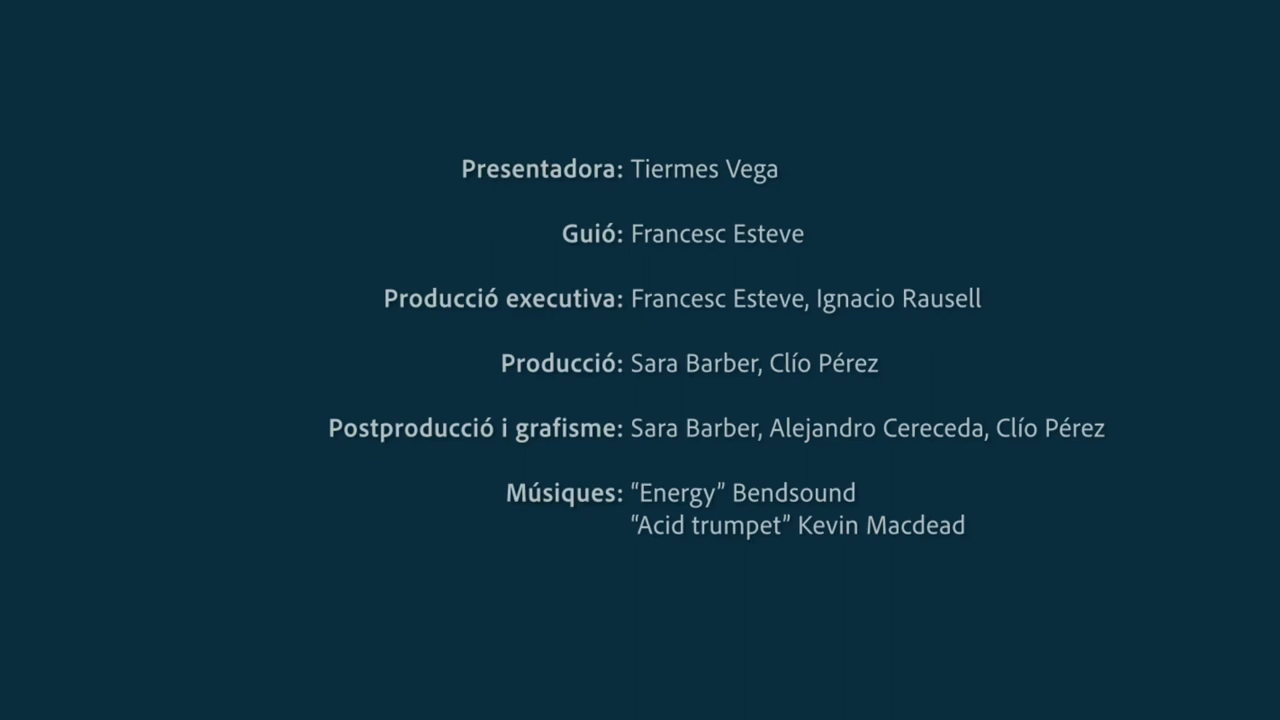 Presentadora: Tiermes Vega
Guió: Francesc Esteve
Producció executiva: Francesc Esteve, Ignacio Rausell
Producció: Sara Barber, Clío Pérez
Postproducció i grafisme: Sara Barber, Alejandro Cereceda, Clío Pérez
Músiques: “Energy” Bendsound
“Acid trumpet” Kevin Macdead